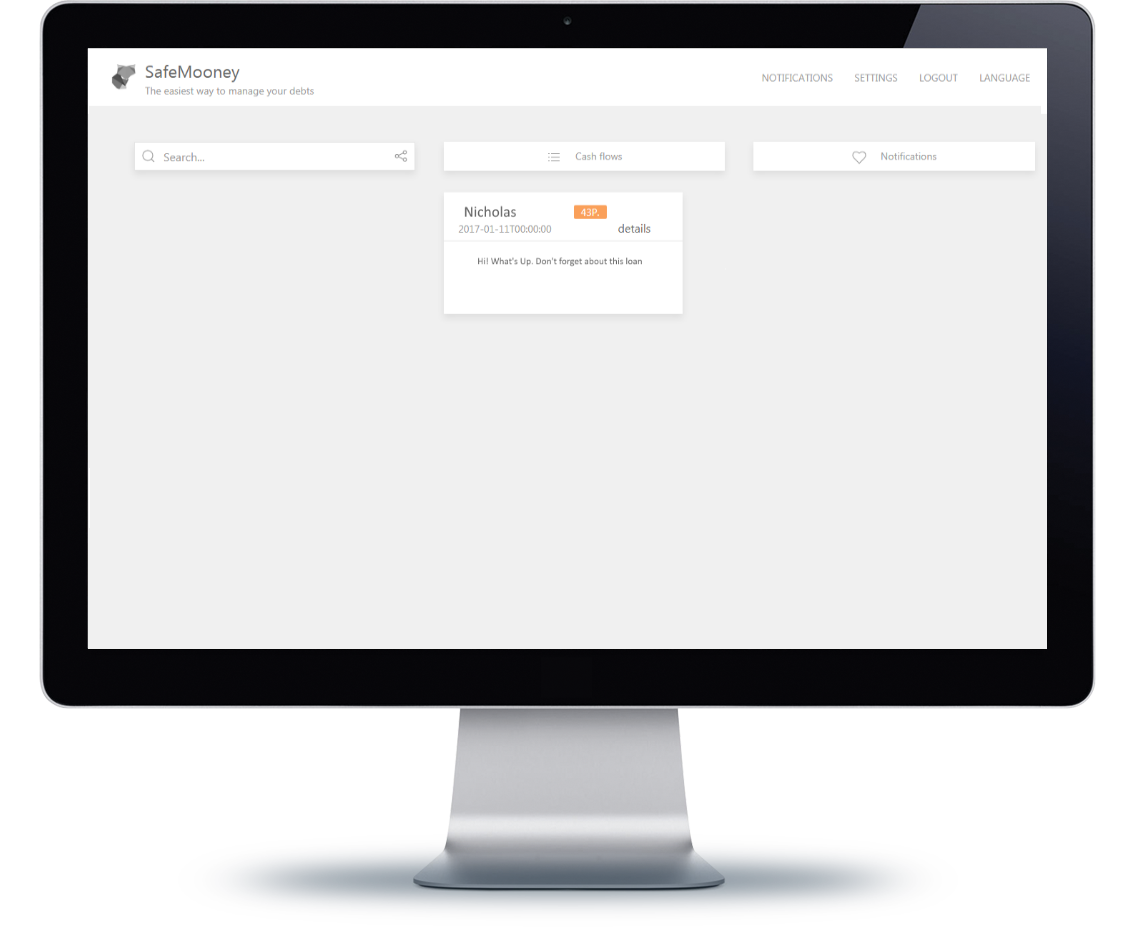 SafeMooney
The easiest way to manage your debts
NOTIFICATIONS SETTINGS LOGOUT LANGUAGE
Search...
Cash flows
Notifications
Nicholas 43P.
2017-01-11T00:00:00 details
Hi! What's Up. Don't forget about this loan